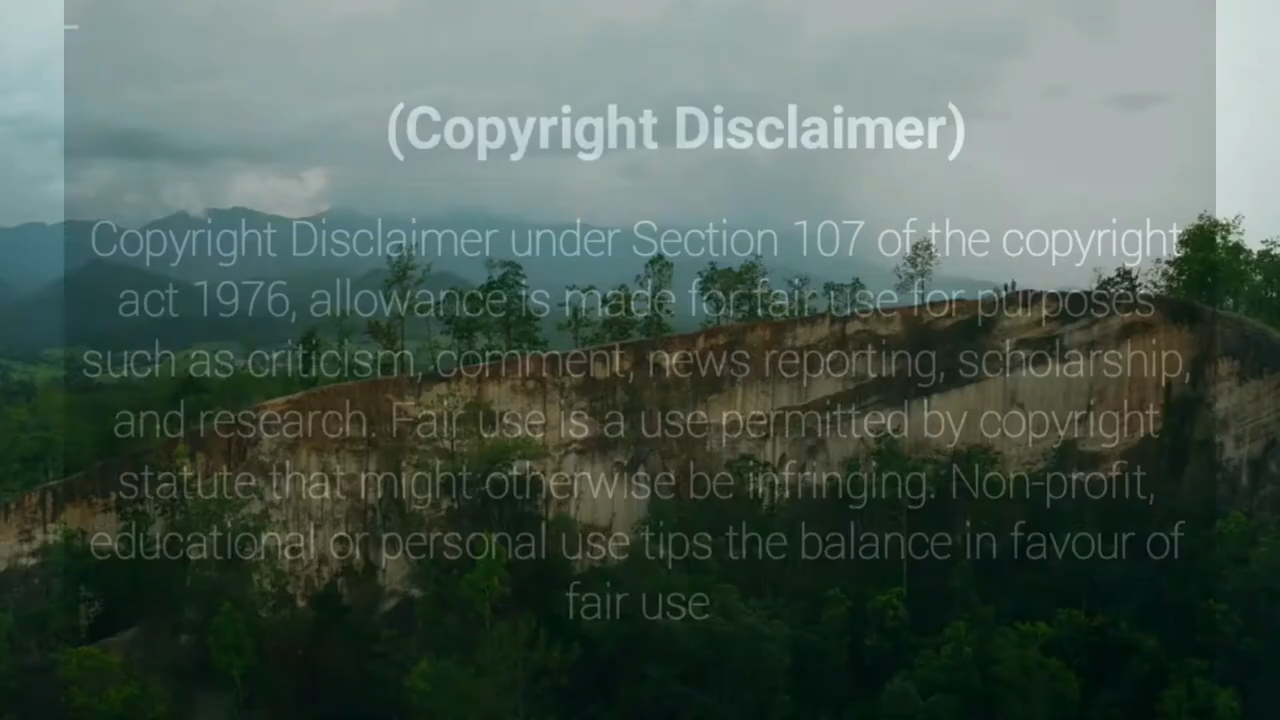 (Copyright Disclaimer)
Copyright Disclaimer under Section 107 of the copyright
act 1976, allowance is made for fair use for purposes
such as criticism, comment, news reporting, scholarship,
and research. Fair use is a use permitted by copyright
statute that might otherwise be infringing. Non-profit,
educational or personal use tips the balance in favour of
fair use